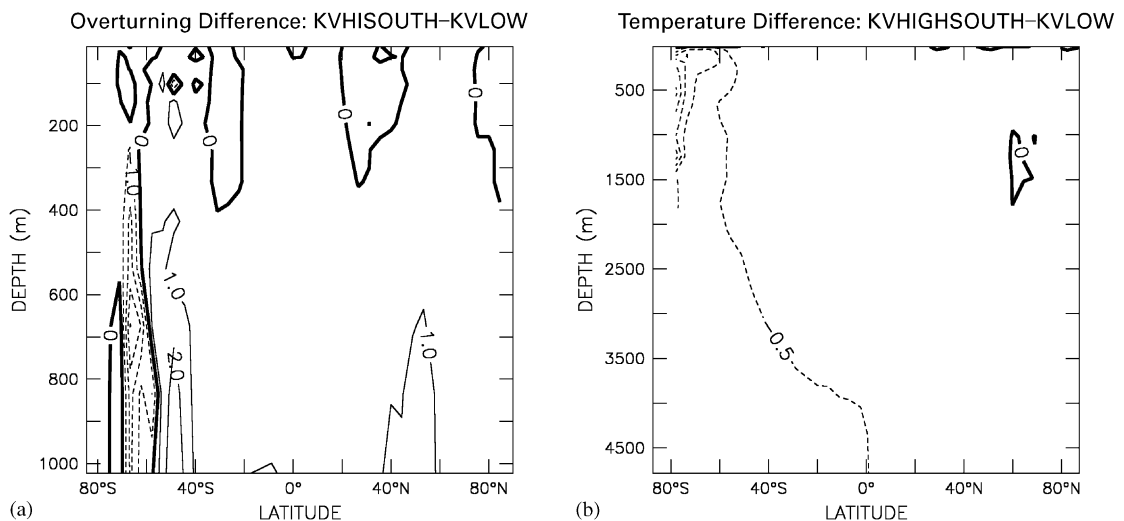 Overturning Difference: KVHISOUTH−KVLOW
0
0
0
0
1.0
1.0
0
2.0
1.0
200
400
600
800
1000
DEPTH (m)
80°S
40°S
0°
40°N
80°N
LATITUDE
(a)
Temperature Difference: KVHIGHSOUTH−KVLOW
0
0.5
500
1500
2500
3500
4500
DEPTH (m)
80°S
40°S
0°
40°N
80°N
LATITUDE
(b)